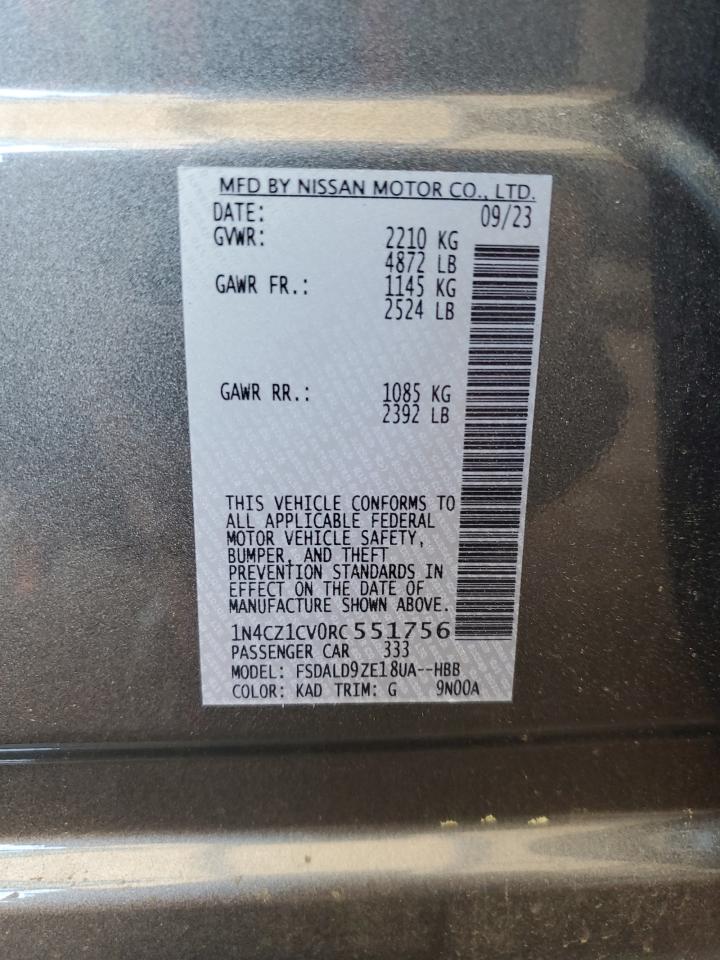 MFD BY NISSAN MOTOR CO., LTD.
DATE: 09/23
GVWR: 2210 KG
4872 LB
GAWR FR.: 1145 KG
2524 LB
GAWR RR.: 1085 KG
2392 LB
THIS VEHICLE CONFORMS TO
ALL APPLICABLE FEDERAL
MOTOR VEHICLE SAFETY,
BUMPER, AND THEFT
PREVENTION STANDARDS IN
EFFECT ON THE DATE OF
MANUFACTURE SHOWN ABOVE.
1N4CZ1CV0RC551756
PASSENGER CAR 333
MODEL: FSDALD9ZE18UA--HBB
COLOR: KAD TRIM: G 9N00A